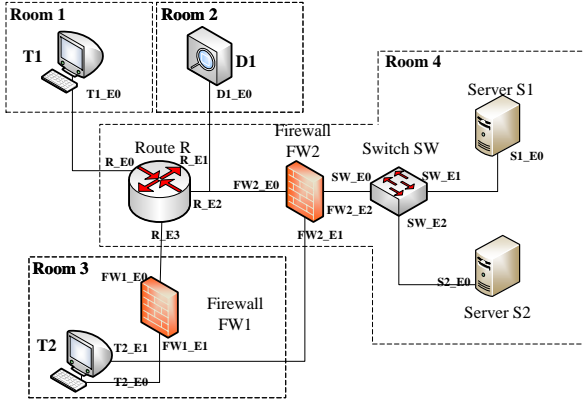 Room 1
T1
T1_E0
Room 2
D1
D1_E0
Room 4
Server S1
S1_E0
Route R
R_E0
R_E1
R_E2
R_E3
Firewall
FW2
FW2_E0
FW2_E2
FW2_E1
Switch SW
SW_E0
SW_E1
SW_E2
S2_E0
Server S2
Room 3
FW1_E0
Firewall
FW1
FW1_E1
T2
T2_E1
T2_E0